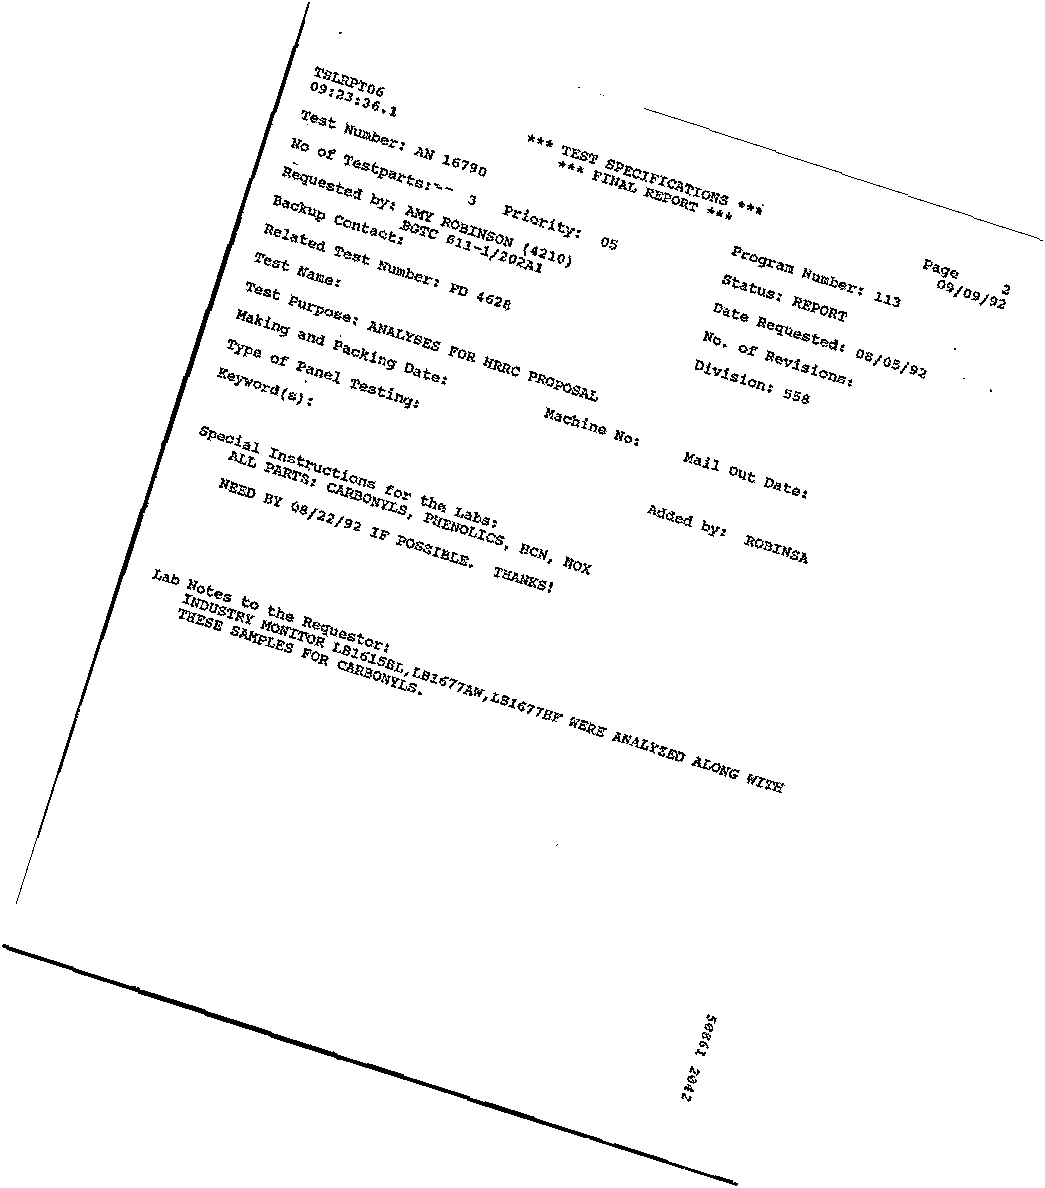 TSLRPT06
09:23:36.1
*** TEST SPECIFICATIONS ***
*** FINAL REPORT ***
Page 2
09/09/92
Test Number: AN 16790
Program Number: 113
No of Testparts: 3 Priority: 05
Status: REPORT
Requested by: AMY ROBINSON (4210)
BGTC 611-1/202A1
Date Requested: 08/05/92
Backup Contact:
No. of Revisions:
Related Test Number: PD 4628
Division: 558
Test Name:
Test Purpose: ANALYSES FOR HRRC PROPOSAL
Making and Packing Date: Machine No: Mail Out Date:
Type of Panel Testing:
Keyword(s): Added by: ROBINSA
Special Instructions for the Labs:
ALL PARTS: CARBONYLS, PHENOLICS, HCN, NOX
NEED BY 08/22/92 IF POSSIBLE. THANKS!
Lab Notes to the Requestor:
INDUSTRY MONITOR LB1615BL,LB1677AW,LB1677BF WERE ANALYZED ALONG WITH
THESE SAMPLES FOR CARBONYLS.
50861 2042